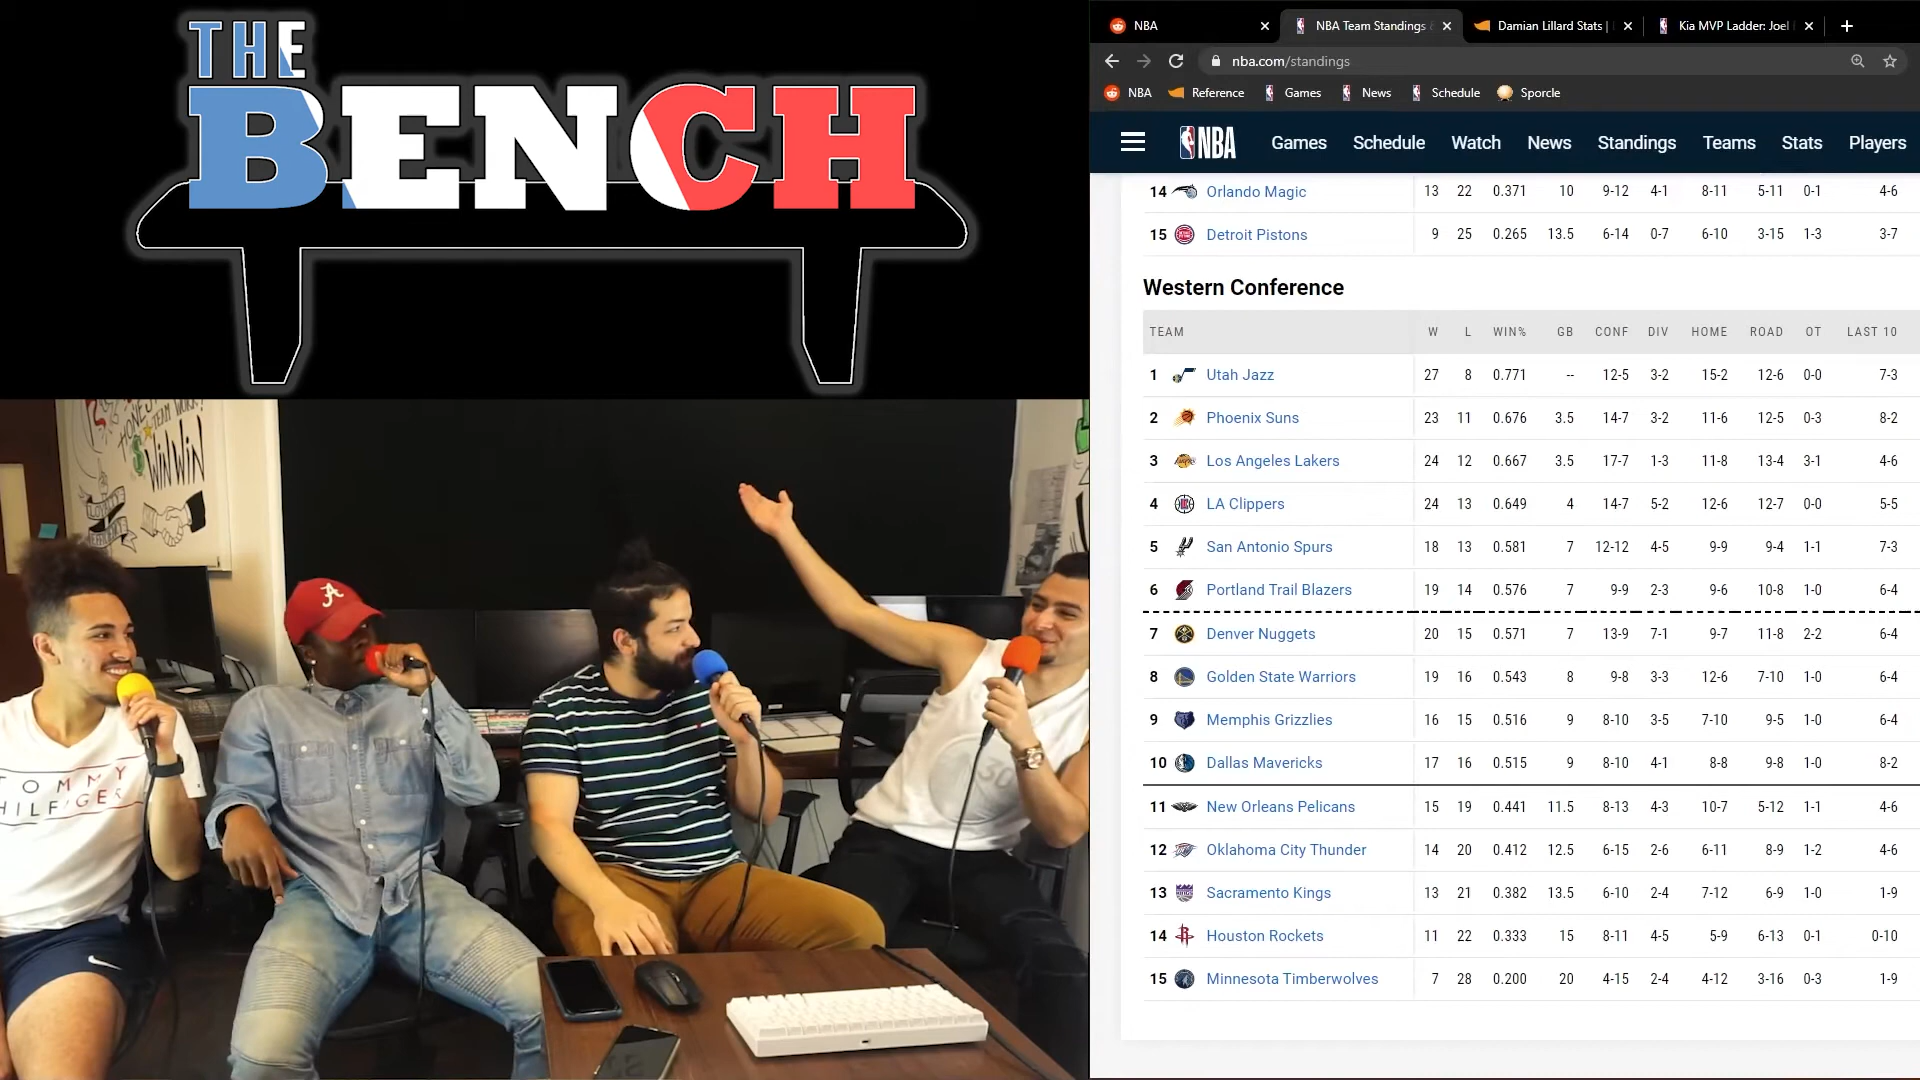 THE
BENCH
HONEST
TEAM WORK!
WIN WIN
TOMMY
HILFIGER
A
30
NBA
NBA Team Standings &
Damian Lillard Stats |
Kia MVP Ladder: Joel
nba.com/standings
NBA Reference Games News Schedule Sporcle
NBA Games Schedule Watch News Standings Teams Stats Players
14 Orlando Magic 13 22 0.371 10 9-12 4-1 8-11 5-11 0-1 4-6
15 Detroit Pistons 9 25 0.265 13.5 6-14 0-7 6-10 3-15 1-3 3-7
Western Conference
TEAM W L WIN% GB CONF DIV HOME ROAD OT LAST 10
1 Utah Jazz 27 8 0.771 -- 12-5 3-2 15-2 12-6 0-0 7-3
2 Phoenix Suns 23 11 0.676 3.5 14-7 3-2 11-6 12-5 0-3 8-2
3 Los Angeles Lakers 24 12 0.667 3.5 17-7 1-3 11-8 13-4 3-1 4-6
4 LA Clippers 24 13 0.649 4 14-7 5-2 12-6 12-7 0-0 5-5
5 San Antonio Spurs 18 13 0.581 7 12-12 4-5 9-9 9-4 1-1 7-3
6 Portland Trail Blazers 19 14 0.576 7 9-9 2-3 9-6 10-8 1-0 6-4
7 Denver Nuggets 20 15 0.571 7 13-9 7-1 9-7 11-8 2-2 6-4
8 Golden State Warriors 19 16 0.543 8 9-8 3-3 12-6 7-10 1-0 6-4
9 Memphis Grizzlies 16 15 0.516 9 8-10 3-5 7-10 9-5 1-0 6-4
10 Dallas Mavericks 17 16 0.515 9 8-10 4-1 8-8 9-8 1-0 8-2
11 New Orleans Pelicans 15 19 0.441 11.5 8-13 4-3 10-7 5-12 1-1 4-6
12 Oklahoma City Thunder 14 20 0.412 12.5 6-15 2-6 6-11 8-9 1-2 4-6
13 Sacramento Kings 13 21 0.382 13.5 6-10 2-4 7-12 6-9 1-0 1-9
14 Houston Rockets 11 22 0.333 15 8-11 4-5 5-9 6-13 0-1 0-10
15 Minnesota Timberwolves 7 28 0.200 20 4-15 2-4 4-12 3-16 0-3 1-9